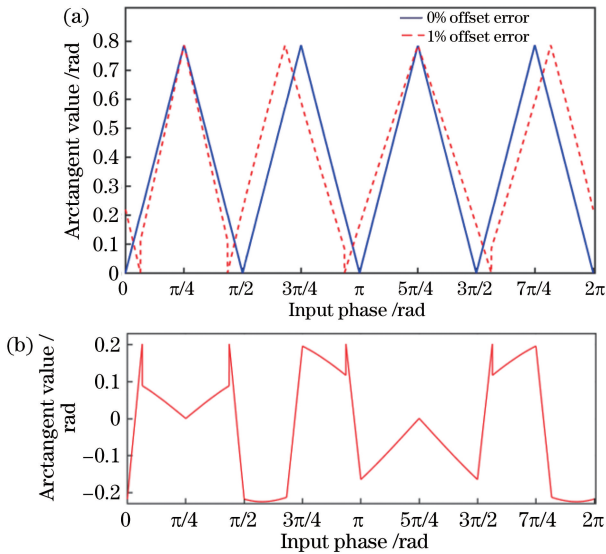 (a)
0% offset error
1% offset error
Arctangent value /rad
0.8
0.7
0.6
0.5
0.4
0.3
0.2
0.1
0
0 π/4 π/2 3π/4 π 5π/4 3π/2 7π/4 2π
Input phase /rad
(b)
Arctangent value /
rad
0.2
0.1
0
−0.1
−0.2
0 π/4 π/2 3π/4 π 5π/4 3π/2 7π/4 2π
Input phase /rad